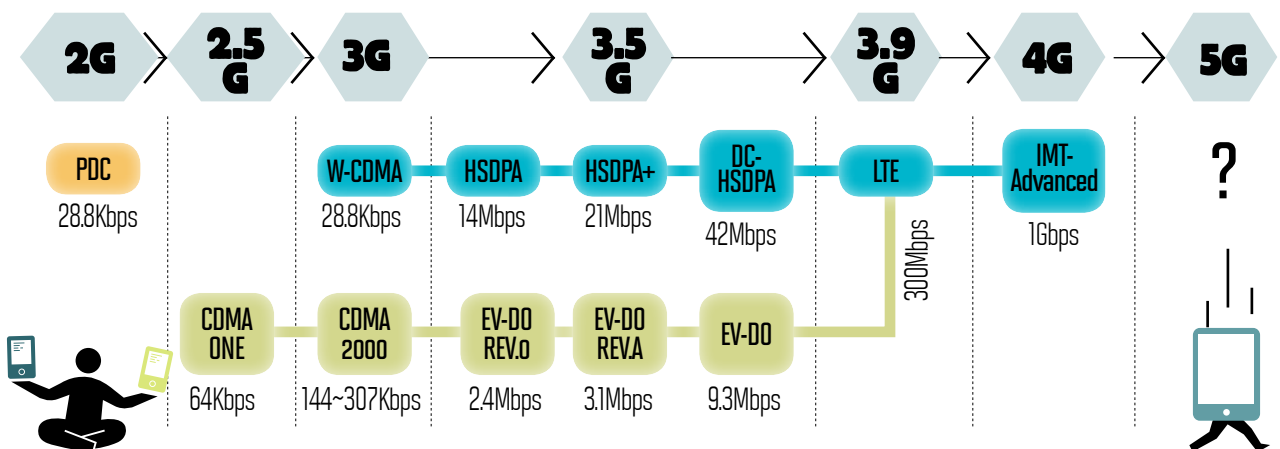 2G
2.5
G
3G
3.5
G
3.9
G
4G
5G
PDC
28.8Kbps
W-CDMA
28.8Kbps
HSDPA
14Mbps
HSDPA+
21Mbps
DC-
HSDPA
42Mbps
LTE
300Mbps
IMT-
Advanced
1Gbps
?
CDMA
ONE
64Kbps
CDMA
2000
144~307Kbps
EV-DO
REV.0
2.4Mbps
EV-DO
REV.A
3.1Mbps
EV-DO
9.3Mbps